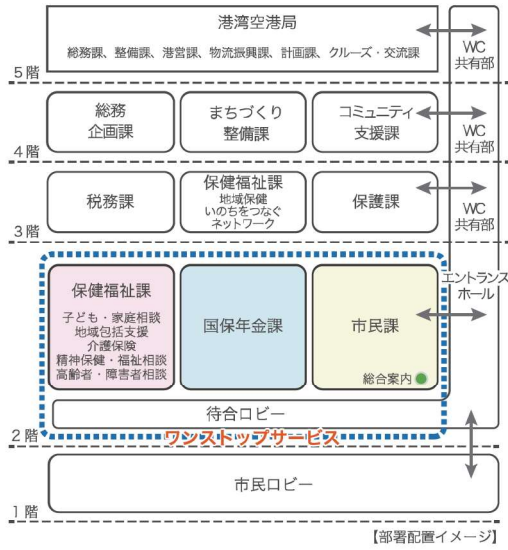 港湾空港局
総務課、整備課、港営課、物流振興課、計画課、クルーズ・交流課
WC
共有部
5階
総務
企画課
まちづくり
整備課
コミュニティ
支援課
WC
共有部
4階
税務課
保健福祉課
地域保健
いのちをつなぐ
ネットワーク
保護課
WC
共有部
3階
保健福祉課
子ども・家庭相談
地域包括支援
介護保険
精神保健・福祉相談
高齢者・障害者相談
国保年金課
市民課
総合案内
エントランス
ホール
待合ロビー
ワンストップサービス
2階
市民ロビー
1階
【部署配置イメージ】